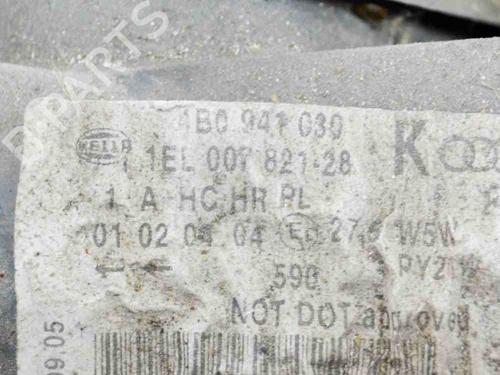 PARTS
4B0 941 030
HELLA
1EL 007 821-28
K
1 A HC HR PL
01 02 04 04
27
W5W
590
NOT DOT approved
09.05